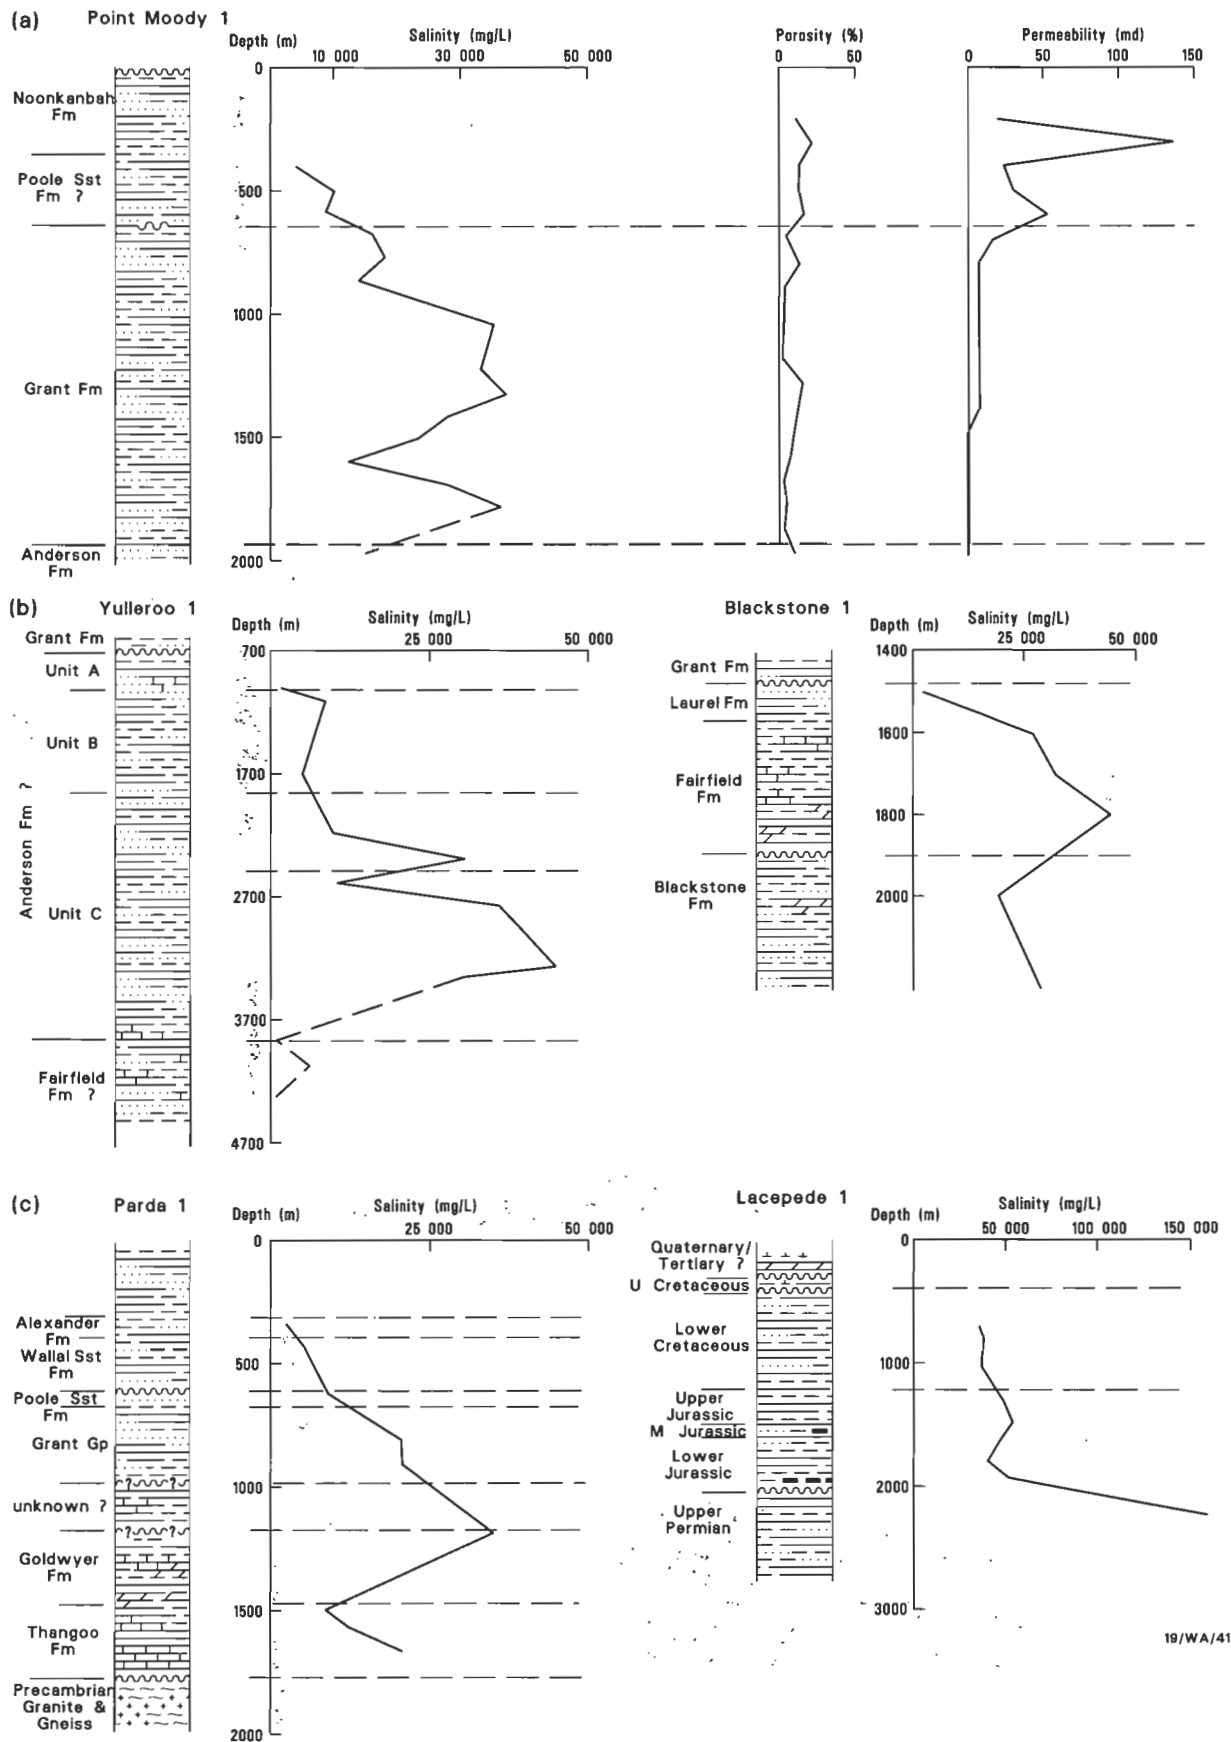 (a) Point Moody 1
Depth (m)
Salinity (mg/L)
10 000 30 000 50 000
0
500
1000
1500
2000
Noonkanbah
Fm
Poole Sst
Fm ?
Grant Fm
Anderson
Fm
Porosity (%)
0 50
Permeability (md)
0 50 100 150
(b) Yulleroo 1
Depth (m)
Salinity (mg/L)
25 000 50 000
700
1700
2700
3700
4700
Grant Fm
Unit A
Unit B
Anderson Fm ?
Unit C
Fairfield
Fm ?
Blackstone 1
Depth (m)
Salinity (mg/L)
25 000 50 000
1400
1600
1800
2000
Grant Fm
Laurel Fm
Fairfield
Fm
Blackstone
Fm
(c) Parda 1
Depth (m)
Salinity (mg/L)
25 000 50 000
0
500
1000
1500
2000
Alexander
Fm
Wallal Sst
Fm
Poole Sst
Fm
Grant Gp
? ?
unknown ?
? ?
Goldwyer
Fm
Thangoo
Fm
Precambrian
Granite &
Gneiss
Lacepede 1
Depth (m)
Salinity (mg/L)
50 000 100 000 150 000
0
1000
2000
3000
Quaternary/
Tertiary ?
U Cretaceous
Lower
Cretaceous
Upper
Jurassic
M Jurassic
Lower
Jurassic
Upper
Permian
19/WA/41